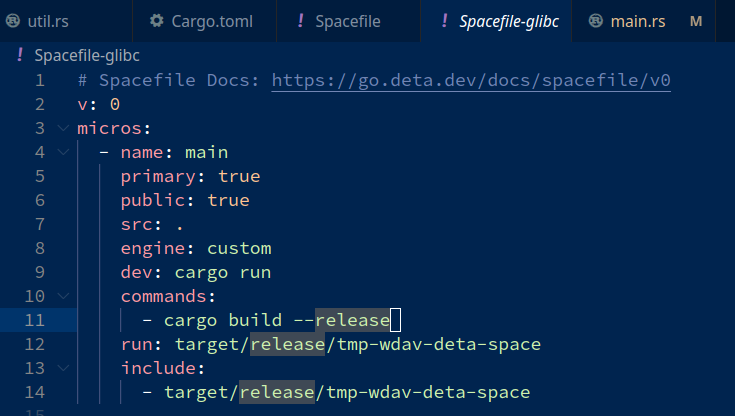 util.rs Cargo.toml ! Spacefile ! Spacefile-glibc main.rs M
! Spacefile-glibc
1 # Spacefile Docs: https://go.deta.dev/docs/spacefile/v0
2 v: 0
3 micros:
4   - name: main
5     primary: true
6     public: true
7     src: .
8     engine: custom
9     dev: cargo run
10     commands:
11       - cargo build --release
12     run: target/release/tmp-wdav-deta-space
13     include:
14       - target/release/tmp-wdav-deta-space
15